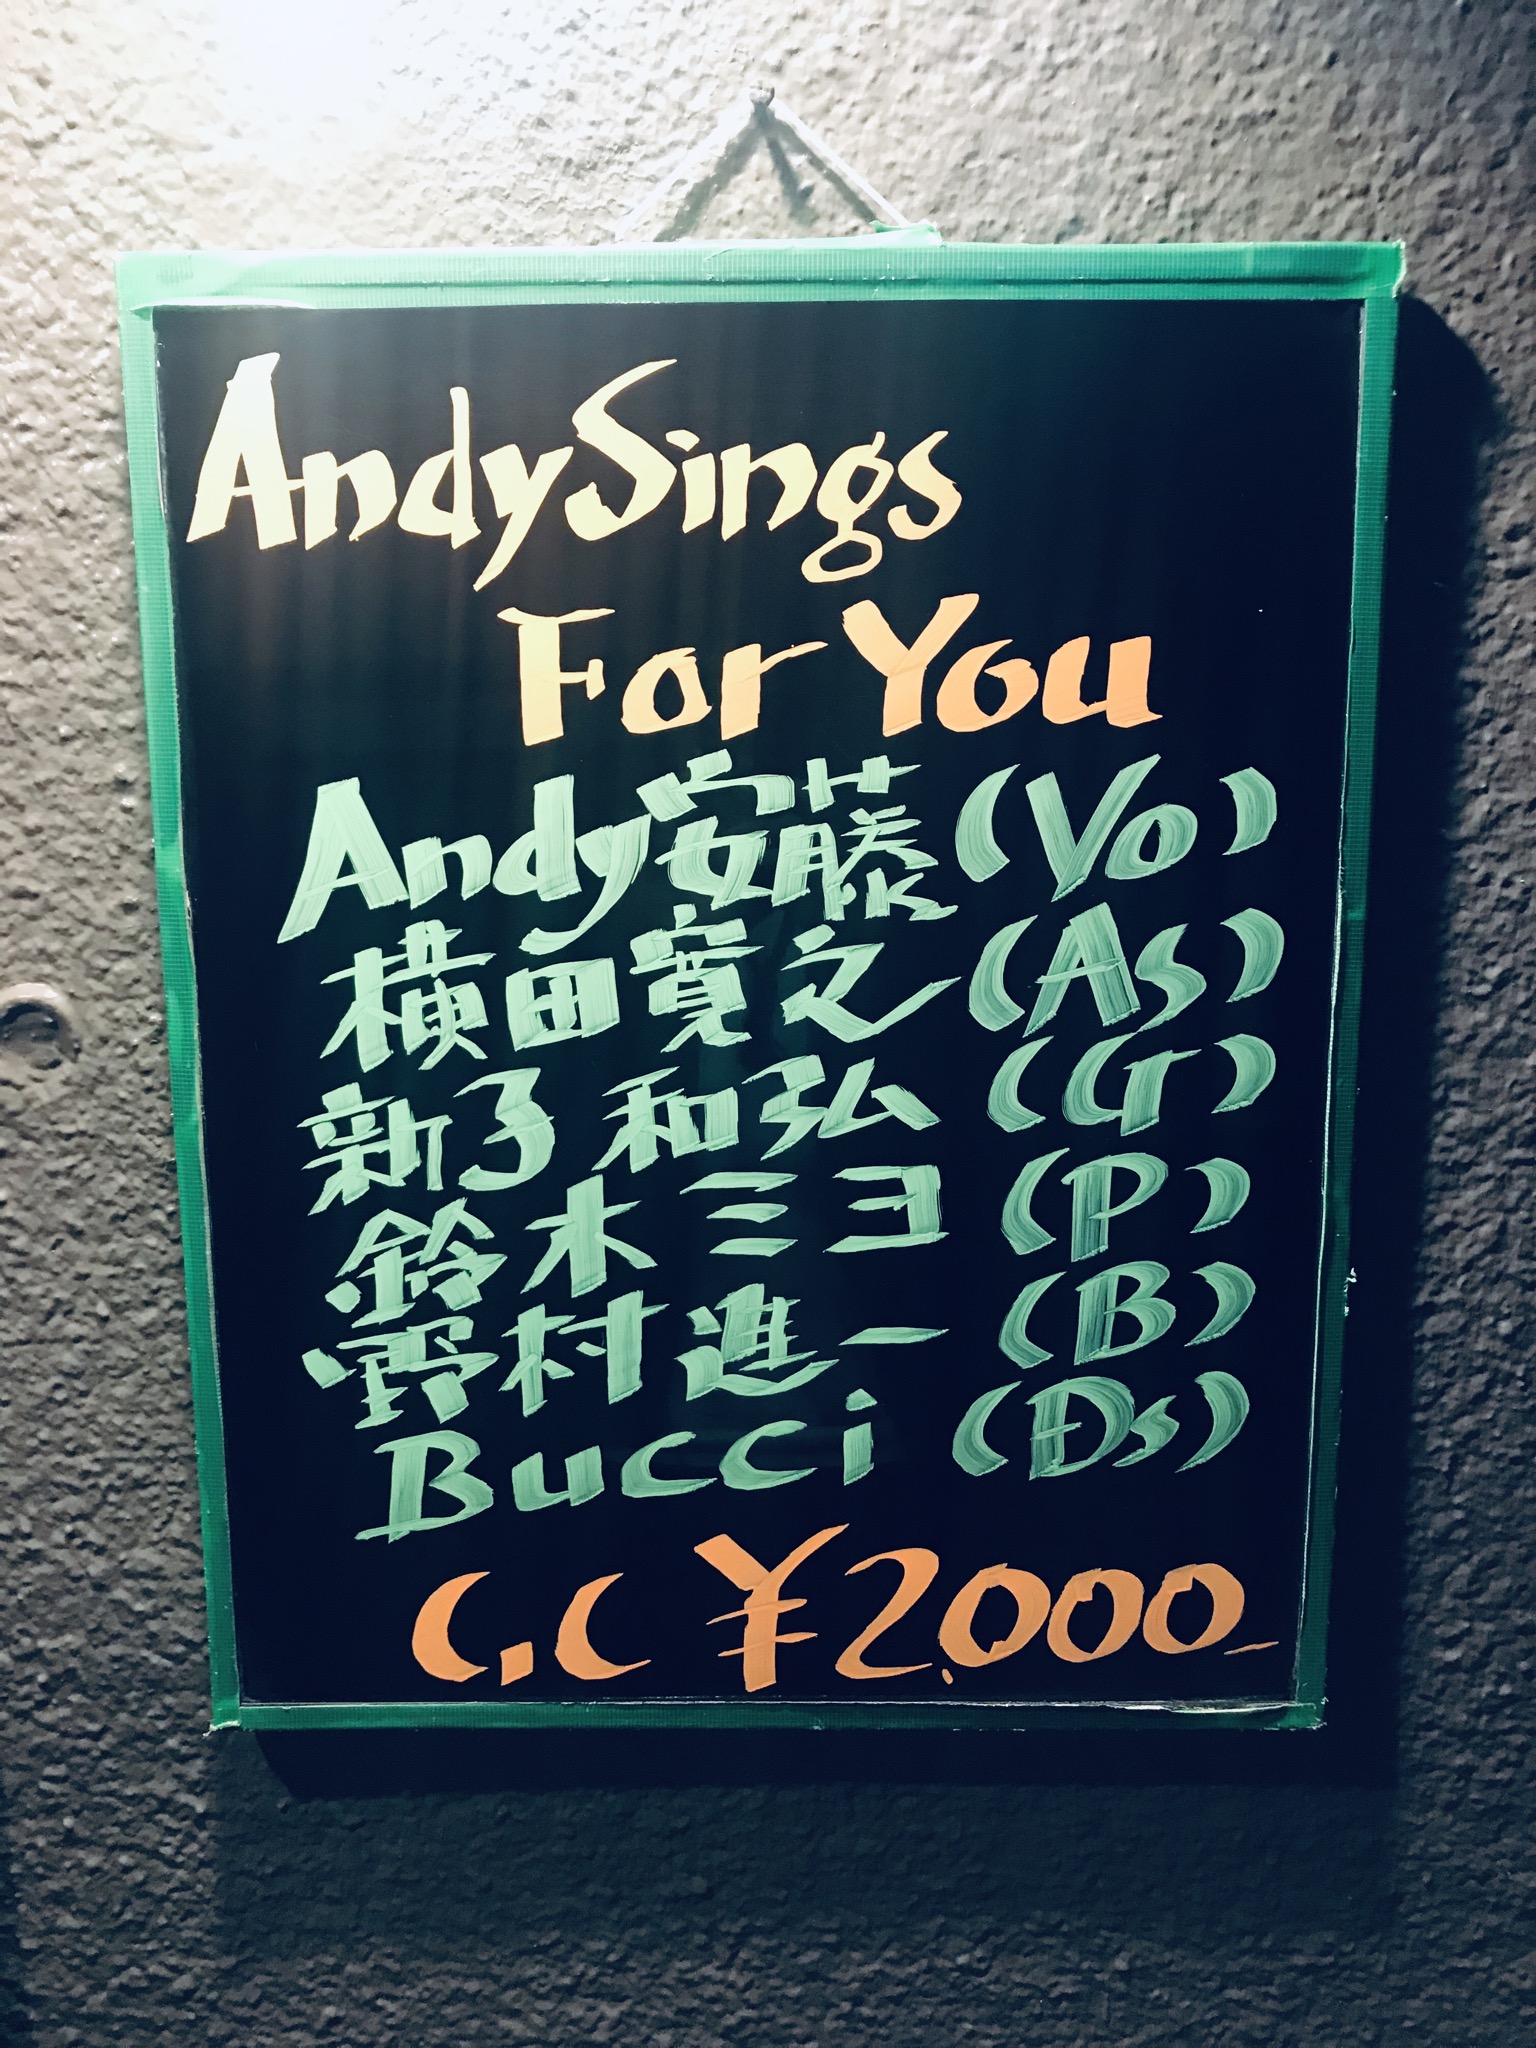 Andy Sings
For You
Andy安藤 (Vo)
横田寛之 (As)
新子和弘 (G)
鈴木ミヨ (P)
野村進一 (B)
Bucci (Ds)
C.C ¥2.000-